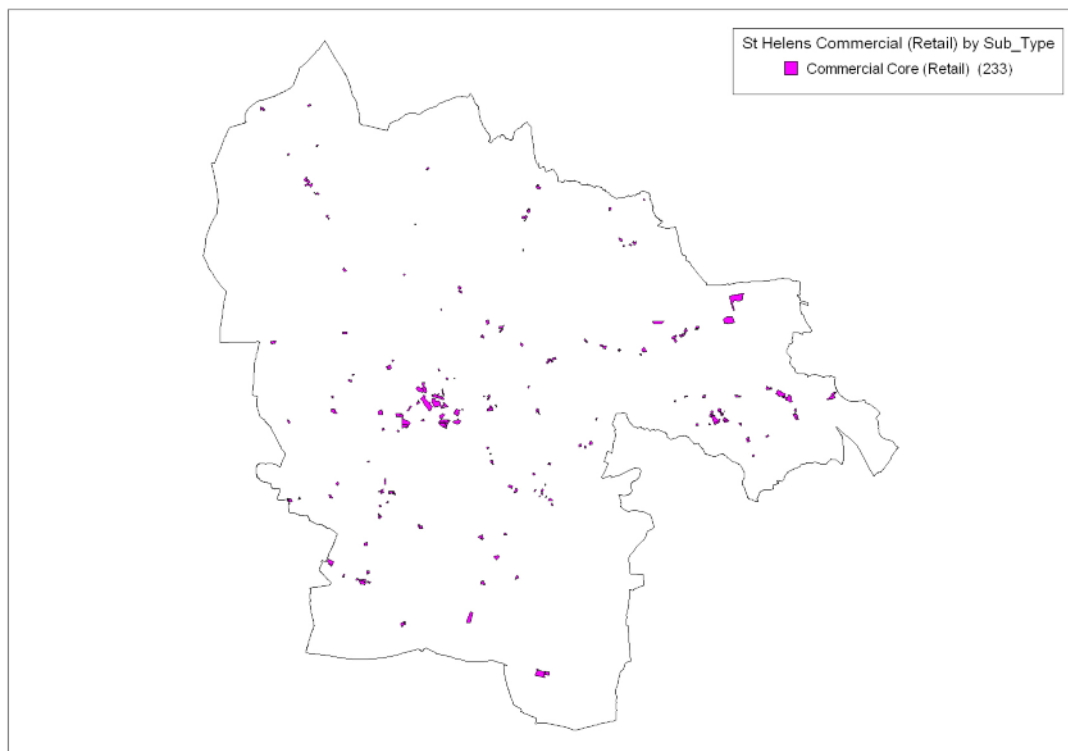 St Helens Commercial (Retail) by Sub_Type
Commercial Core (Retail) (233)